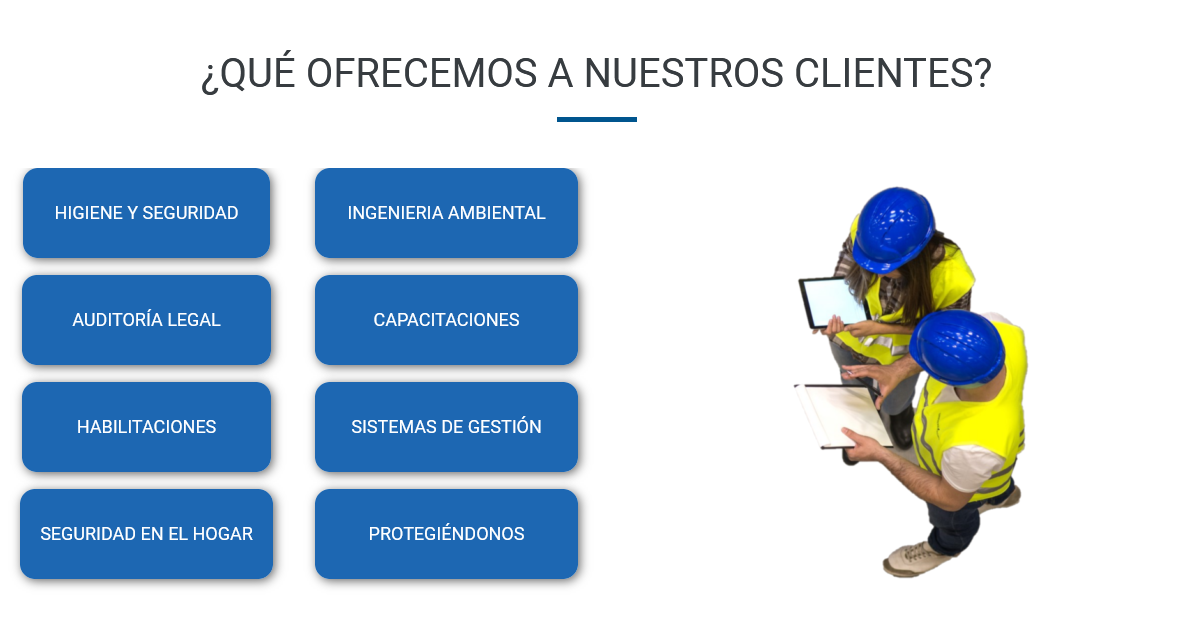 ¿QUÉ OFRECEMOS A NUESTROS CLIENTES?
HIGIENE Y SEGURIDAD
INGENIERIA AMBIENTAL
AUDITORÍA LEGAL
CAPACITACIONES
HABILITACIONES
SISTEMAS DE GESTIÓN
SEGURIDAD EN EL HOGAR
PROTEGIÉNDONOS